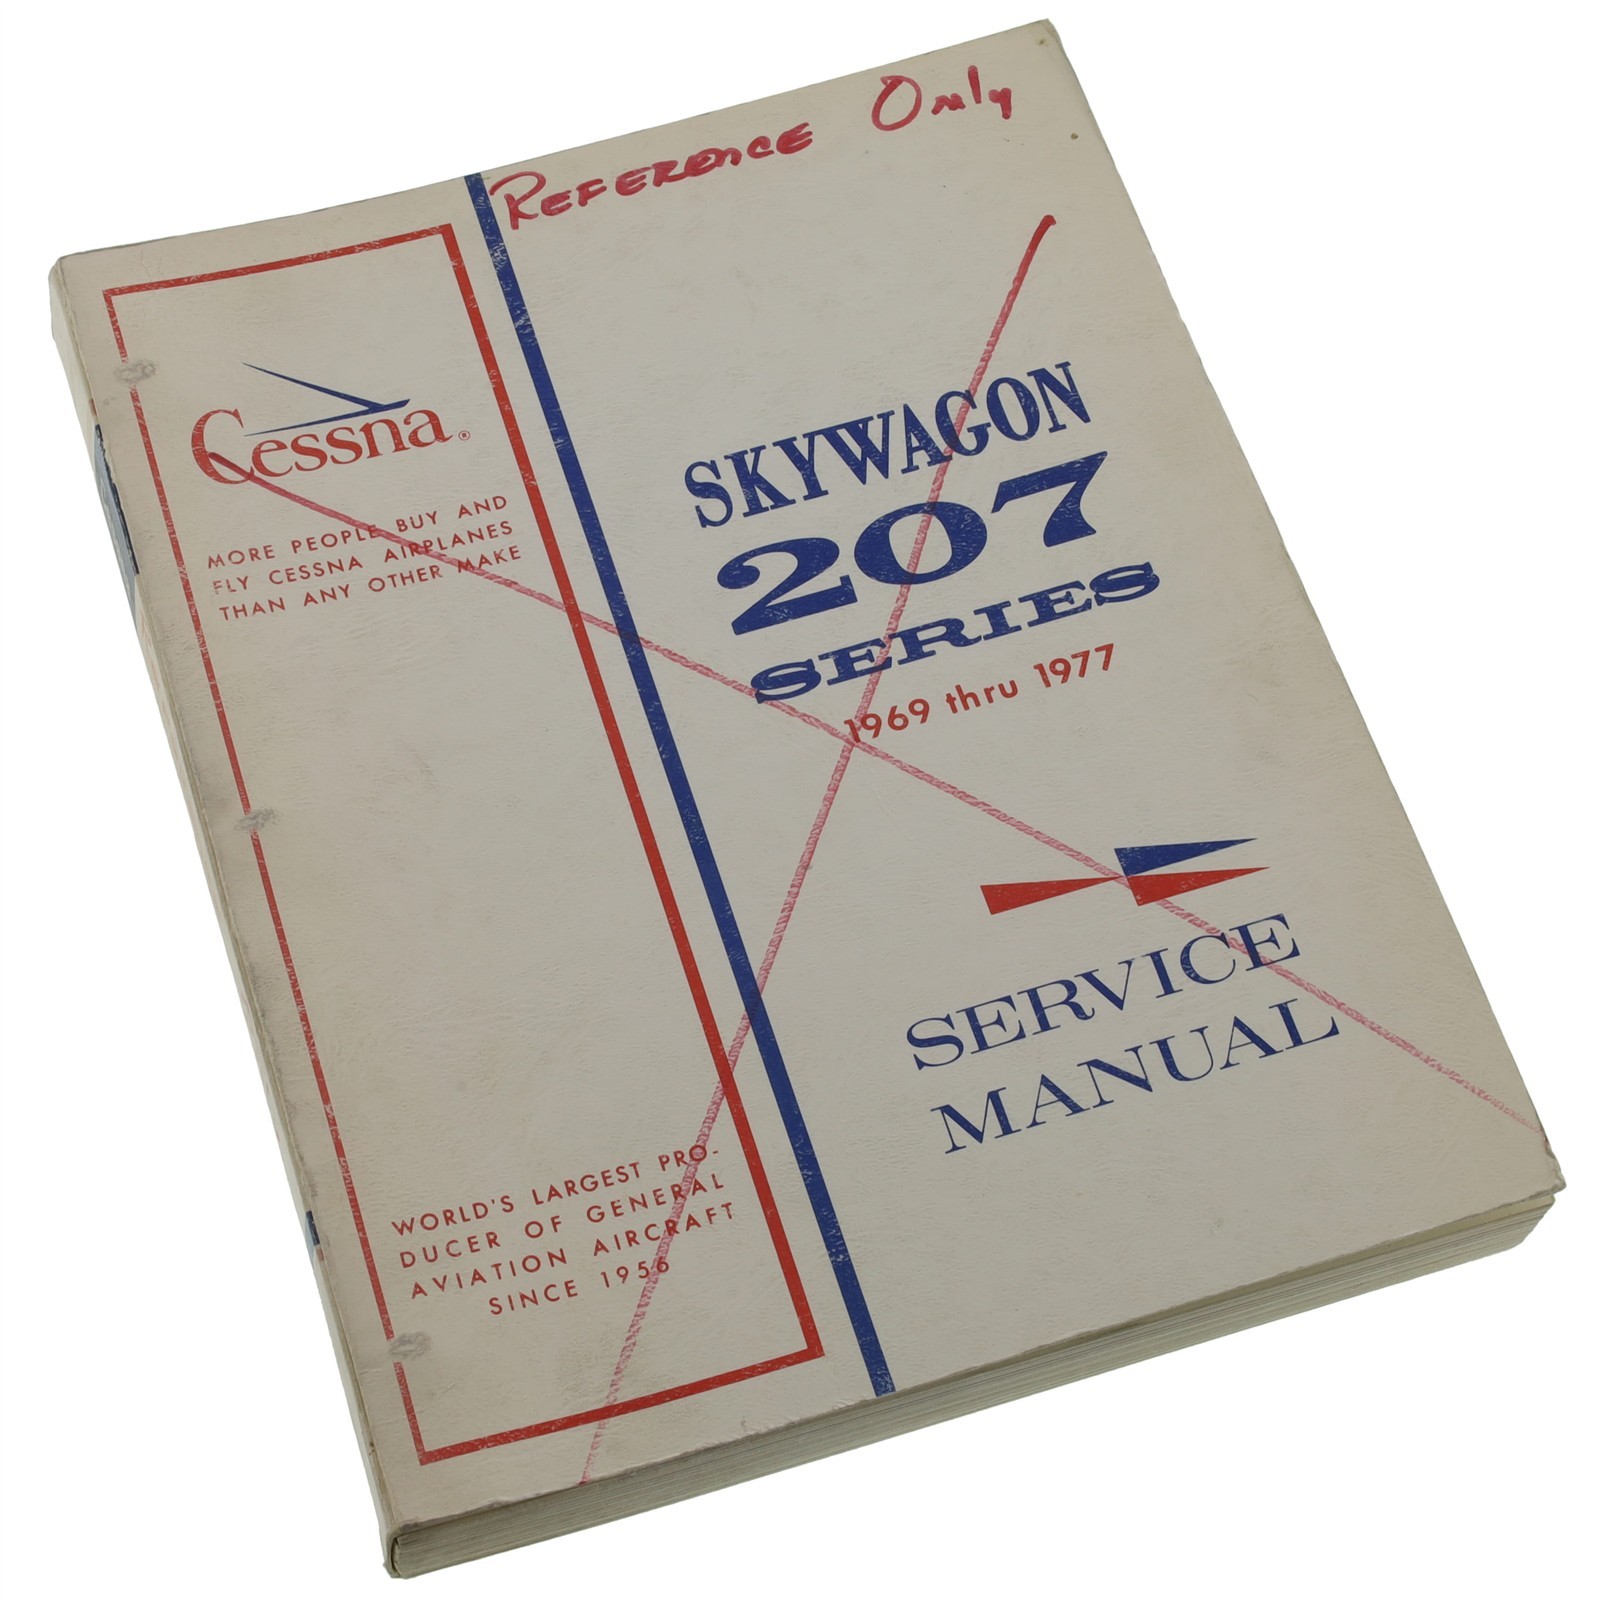 Reference Only
Cessna®
MORE PEOPLE BUY AND
FLY CESSNA AIRPLANES
THAN ANY OTHER MAKE
SKYWAGON
207
SERIES
1969 thru 1977
SERVICE
MANUAL
WORLD'S LARGEST PRO-
DUCER OF GENERAL
AVIATION AIRCRAFT
SINCE 1956